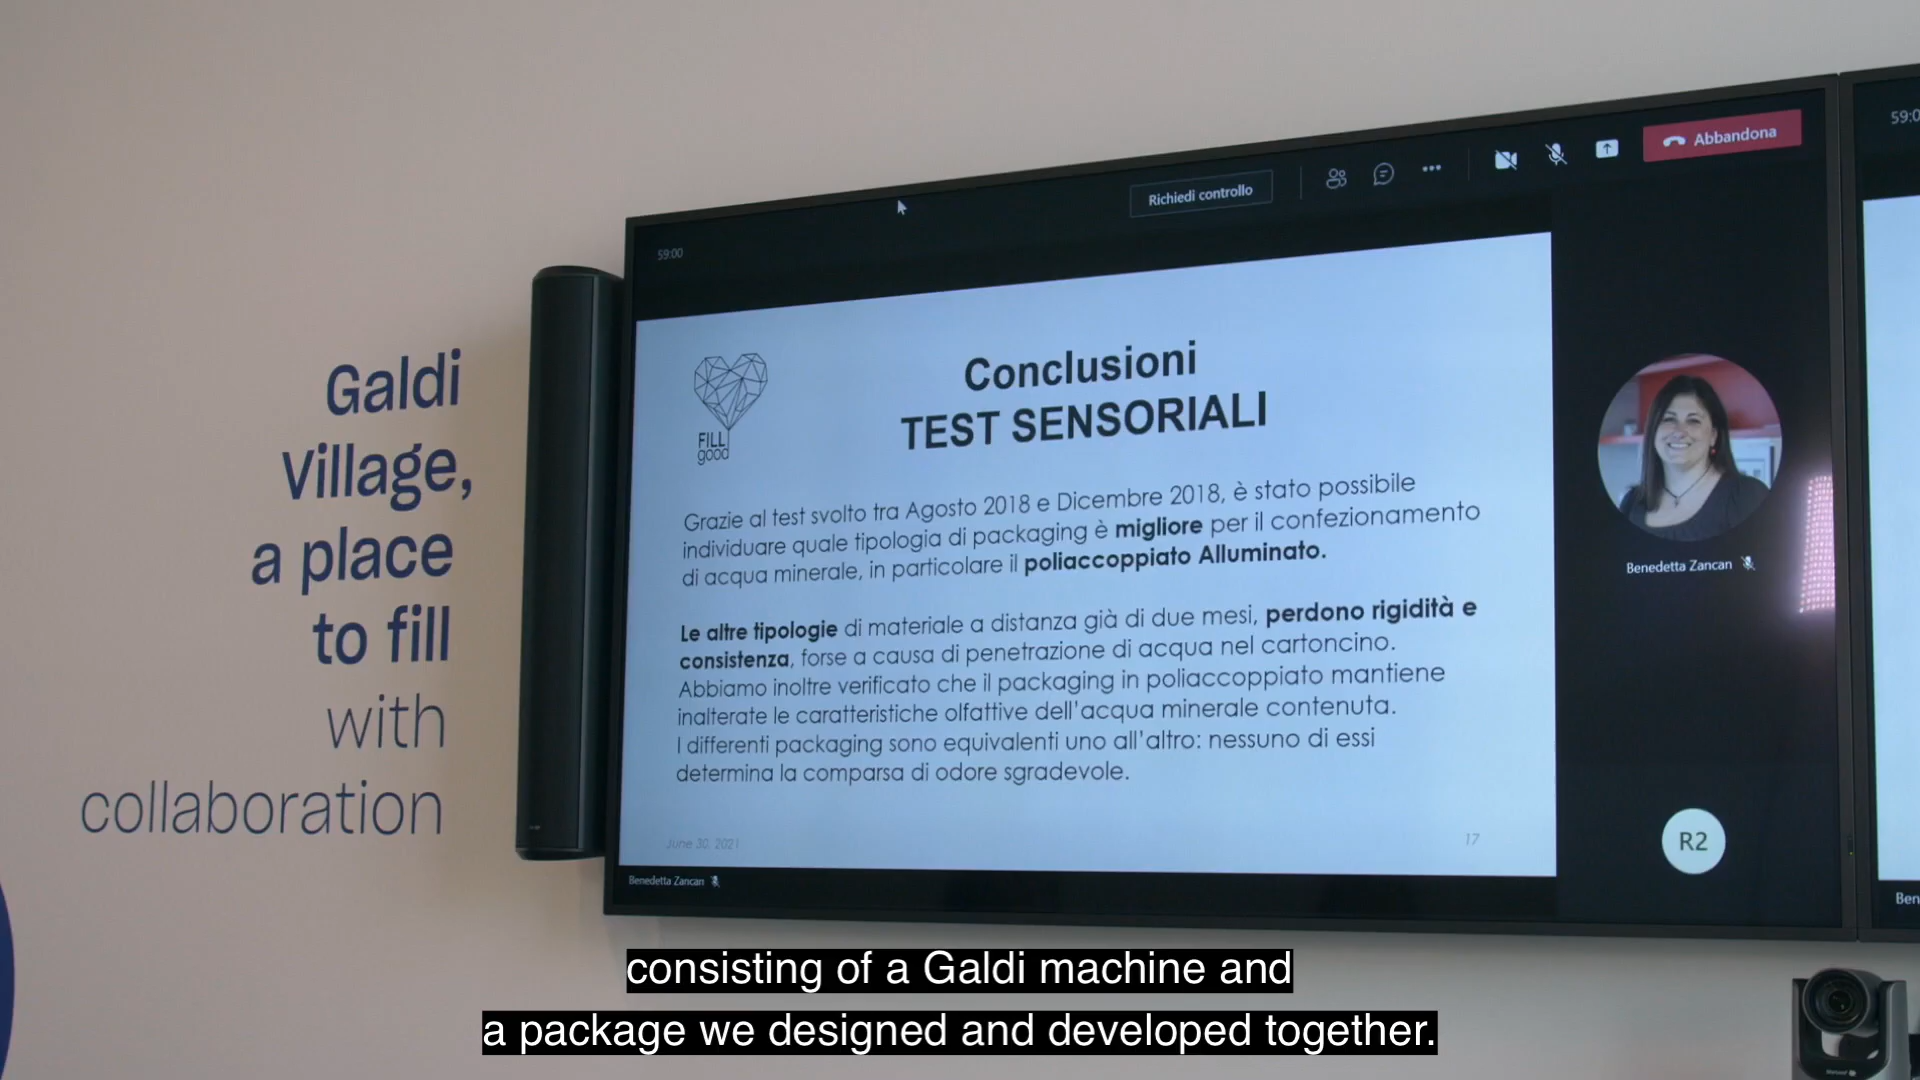 Galdi
Village,
a place
to fill
with
collaboration
59:00
Richiedi controllo
Abbandona
59:0
FILL
good
Conclusioni
TEST SENSORIALI
Grazie al test svolto tra Agosto 2018 e Dicembre 2018, è stato possibile
individuare quale tipologia di packaging è migliore per il confezionamento
di acqua minerale, in particolare il poliaccoppiato Alluminato.
Le altre tipologie di materiale a distanza già di due mesi, perdono rigidità e
consistenza, forse a causa di penetrazione di acqua nel cartoncino.
Abbiamo inoltre verificato che il packaging in poliaccoppiato mantiene
inalterate le caratteristiche olfattive dell'acqua minerale contenuta.
I differenti packaging sono equivalenti uno all'altro: nessuno di essi
determina la comparsa di odore sgradevole.
June 30, 2021
17
Benedetta Zancan
Benedetta Zancan
R2
Ben
consisting of a Galdi machine and
a package we designed and developed together.